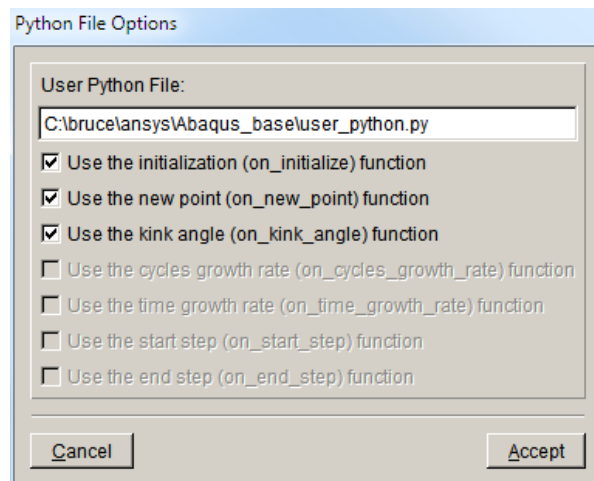 Python File Options
User Python File:
C:\bruce\ansys\Abaqus_base\user_python.py
Use the initialization (on_initialize) function
Use the new point (on_new_point) function
Use the kink angle (on_kink_angle) function
Use the cycles growth rate (on_cycles_growth_rate) function
Use the time growth rate (on_time_growth_rate) function
Use the start step (on_start_step) function
Use the end step (on_end_step) function
Cancel Accept